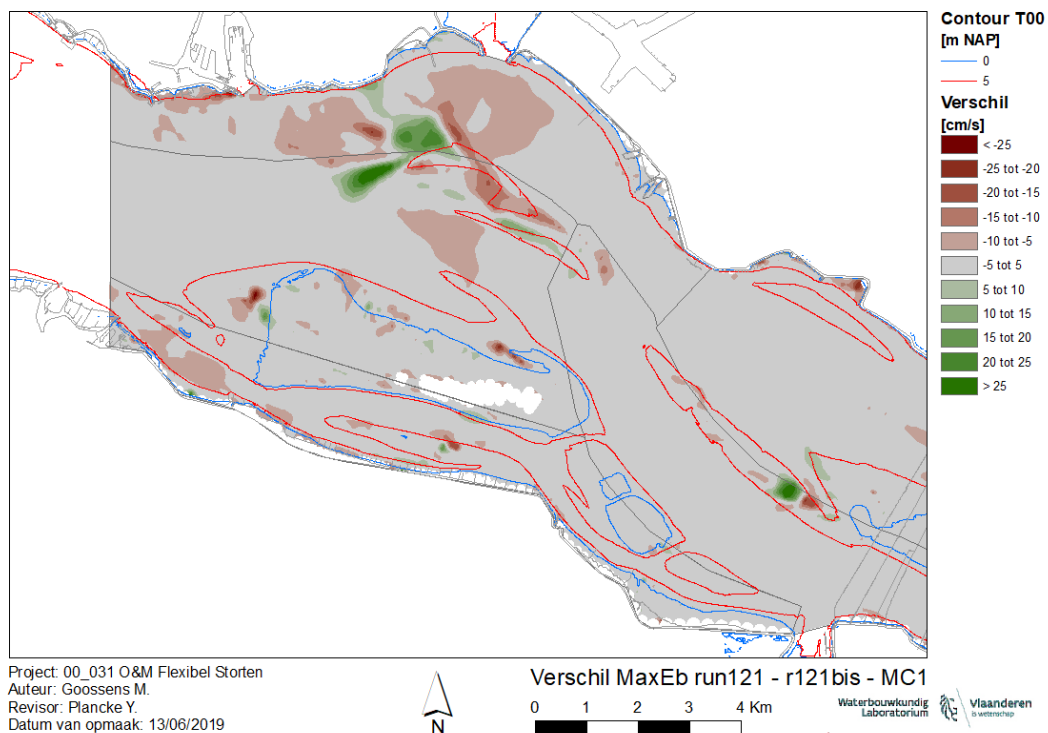 Contour T00
[m NAP]
0
5
Verschil
[cm/s]
< -25
-25 tot -20
-20 tot -15
-15 tot -10
-10 tot -5
-5 tot 5
5 tot 10
10 tot 15
15 tot 20
20 tot 25
> 25
Project: 00_031 O&M Flexibel Storten
Auteur: Goossens M.
Revisor: Plancke Y.
Datum van opmaak: 13/06/2019
N
Verschil MaxEb run121 - r121bis - MC1
0 1 2 3 4 Km
Waterbouwkundig
Laboratorium
Vlaanderen
is wetenschap